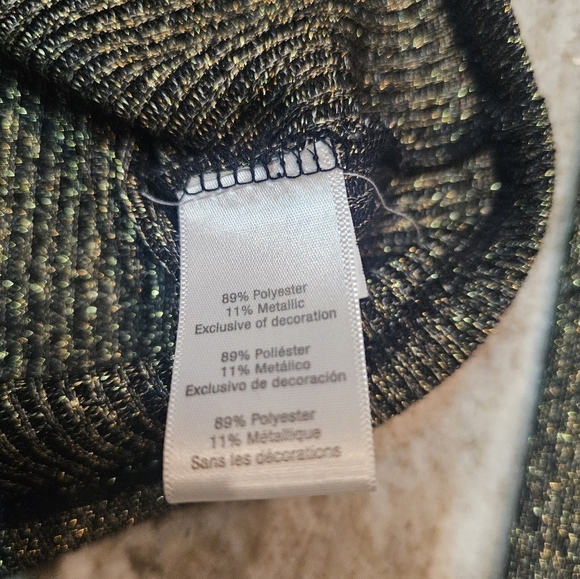 89% Polyester
11% Metallic
Exclusive of decoration
89% Poliéster
11% Metálico
Exclusivo de decoración
89% Polyester
11% Métallique
Sans les décorations